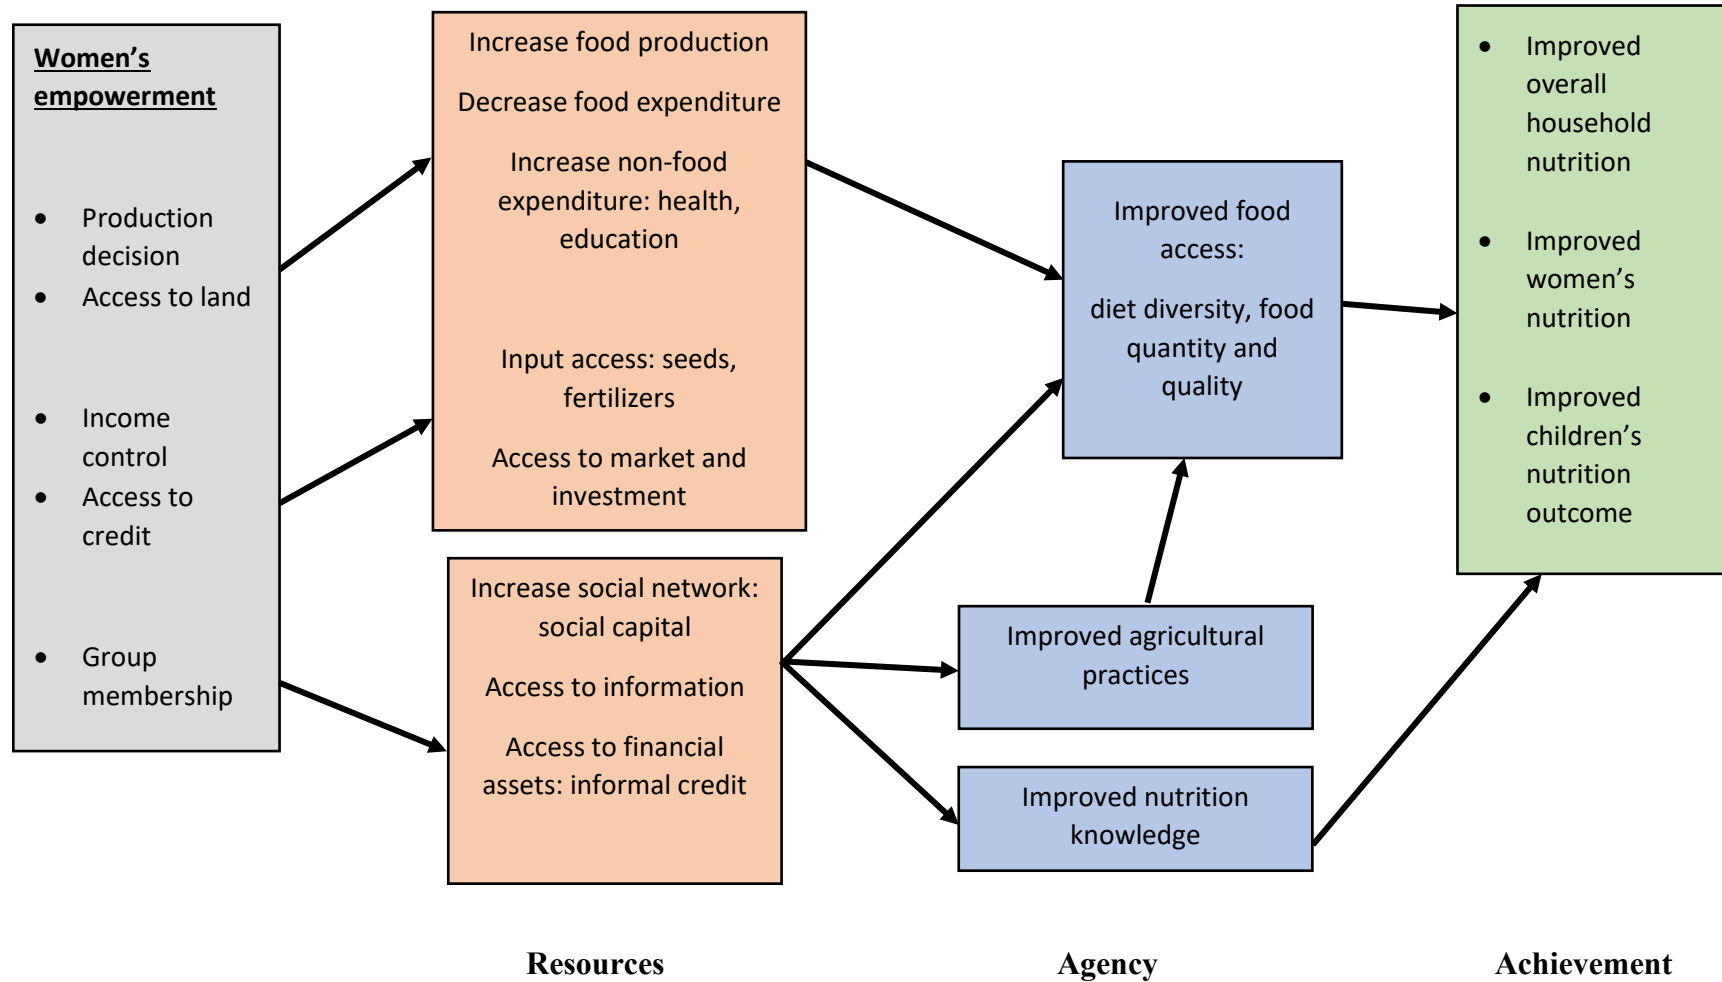 Women’s
empowerment
• Production
decision
• Access to land
• Income
control
• Access to
credit
• Group
membership
Increase food production
Decrease food expenditure
Increase non-food
expenditure: health,
education
Input access: seeds,
fertilizers
Access to market and
investment
Increase social network:
social capital
Access to information
Access to financial
assets: informal credit
Improved food
access:
diet diversity, food
quantity and
quality
Improved agricultural
practices
Improved nutrition
knowledge
• Improved
overall
household
nutrition
• Improved
women’s
nutrition
• Improved
children’s
nutrition
outcome
Resources
Agency
Achievement